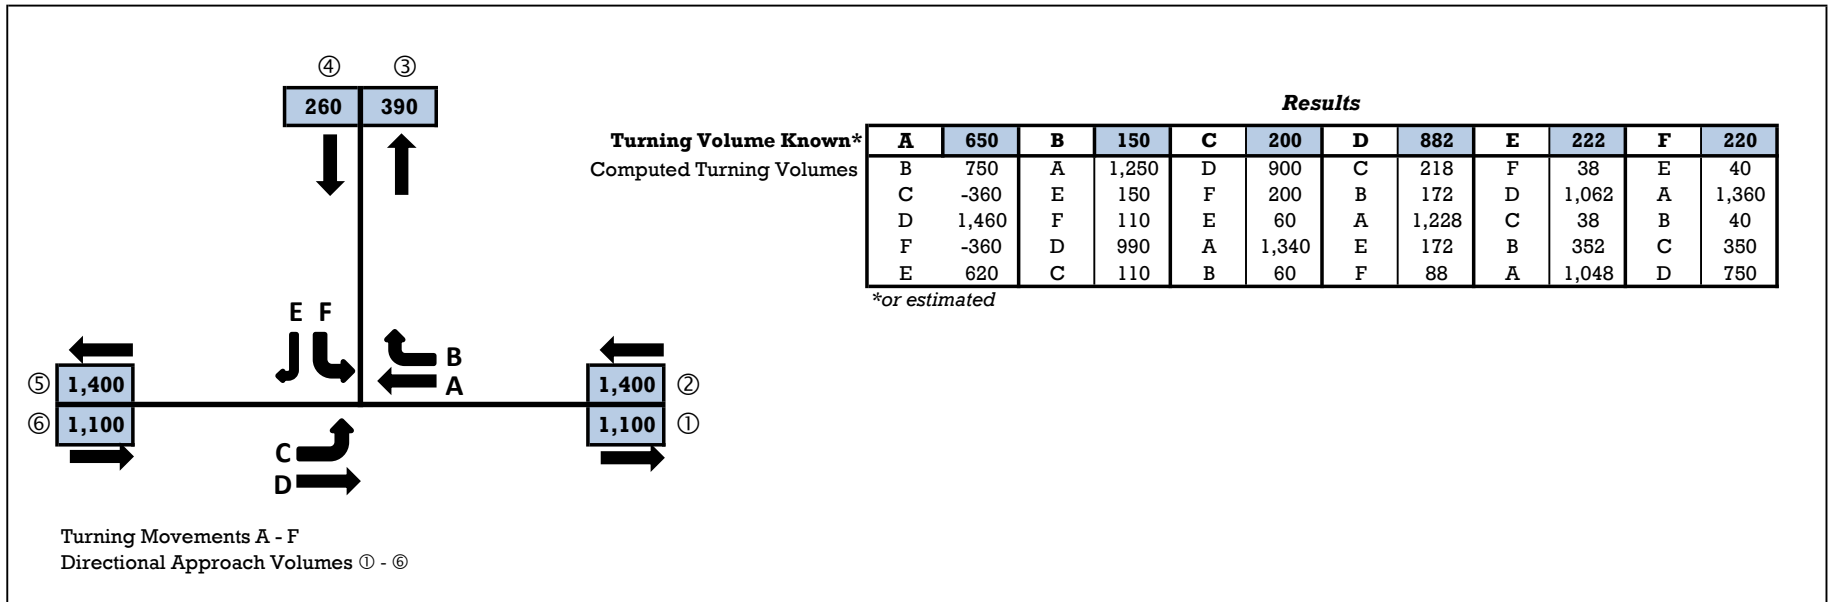 ④ ③
260 390
Results
Turning Volume Known* A 650 B 150 C 200 D 882 E 222 F 220
Computed Turning Volumes B 750 A 1,250 D 900 C 218 F 38 E 40
C -360 E 150 F 200 B 172 D 1,062 A 1,360
D 1,460 F 110 E 60 A 1,228 C 38 B 40
F -360 D 990 A 1,340 E 172 B 352 C 350
E 620 C 110 B 60 F 88 A 1,048 D 750
*or estimated
E F
B
A
⑤ 1,400 1,400 ②
⑥ 1,100 1,100 ①
C
D
Turning Movements A - F
Directional Approach Volumes ① - ⑥